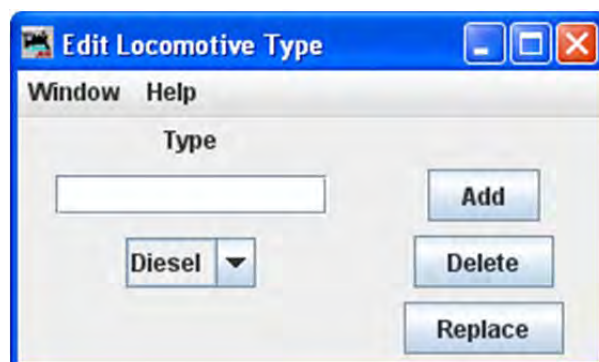 Edit Locomotive Type
Window Help
Type
Add
Diesel Delete
Replace